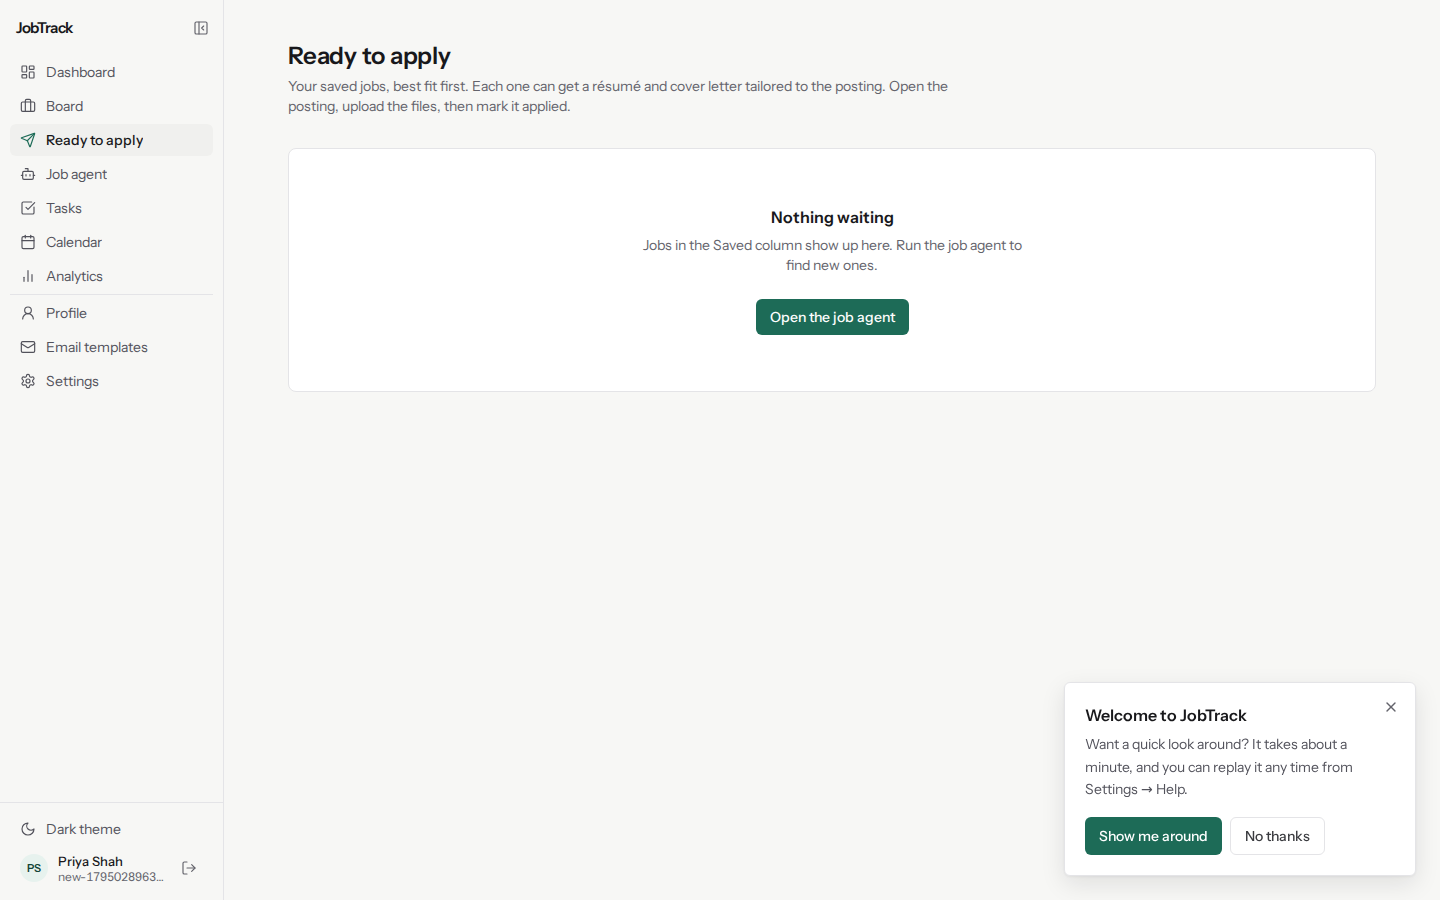 JobTrack
Dashboard
Board
Ready to apply
Job agent
Tasks
Calendar
Analytics
Profile
Email templates
Settings
Dark theme
PS
Priya Shah
new-1795028963...
Ready to apply
Your saved jobs, best fit first. Each one can get a résumé and cover letter tailored to the posting. Open the
posting, upload the files, then mark it applied.
Nothing waiting
Jobs in the Saved column show up here. Run the job agent to
find new ones.
Open the job agent
Welcome to JobTrack
Want a quick look around? It takes about a
minute, and you can replay it any time from
Settings → Help.
Show me around
No thanks